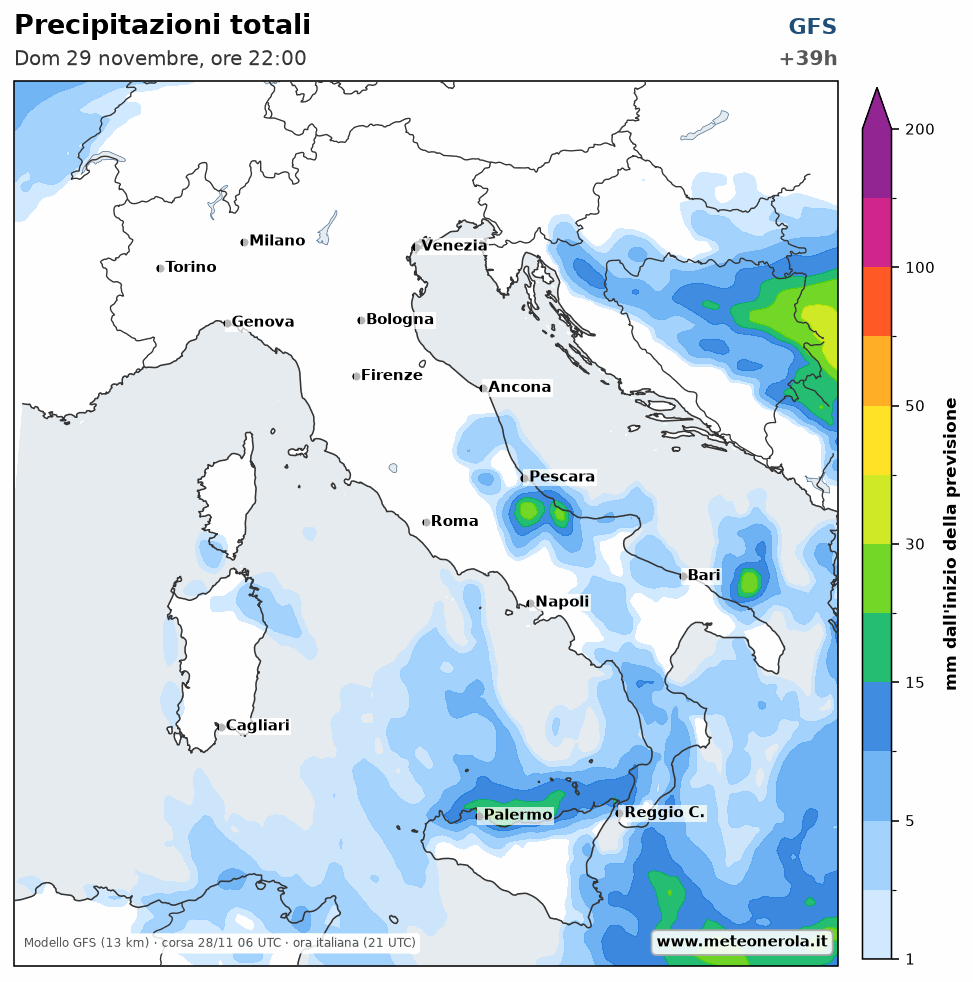 Precipitazioni totali
GFS
Dom 29 novembre, ore 22:00
+39h
200
Milano
Venezia
Torino
100
Bologna
Genova
Firenze
Ancona
50
Pescara
Roma
30
Bari
Napoli
15
Cagliari
Palermo
Reggio C.
5
1
mm dall'inizio della previsione
Modello GFS (13 km) · corsa 28/11 06 UTC · ora italiana (21 UTC)
www.meteonerola.it